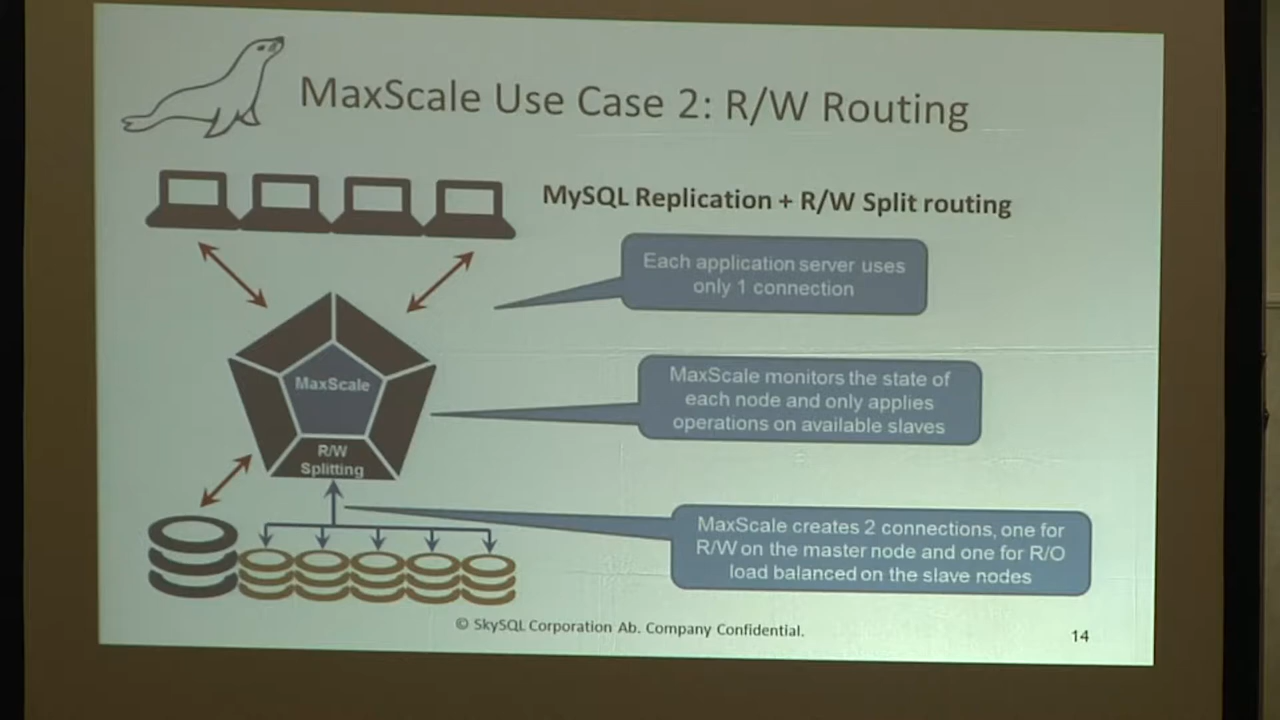 MaxScale Use Case 2: R/W Routing
MySQL Replication + R/W Split routing
Each application server uses
only 1 connection
MaxScale
MaxScale monitors the state of
each node and only applies
operations on available slaves
R/W
Splitting
MaxScale creates 2 connections, one for
R/W on the master node and one for R/O
load balanced on the slave nodes
© SkySQL Corporation Ab. Company Confidential.
14